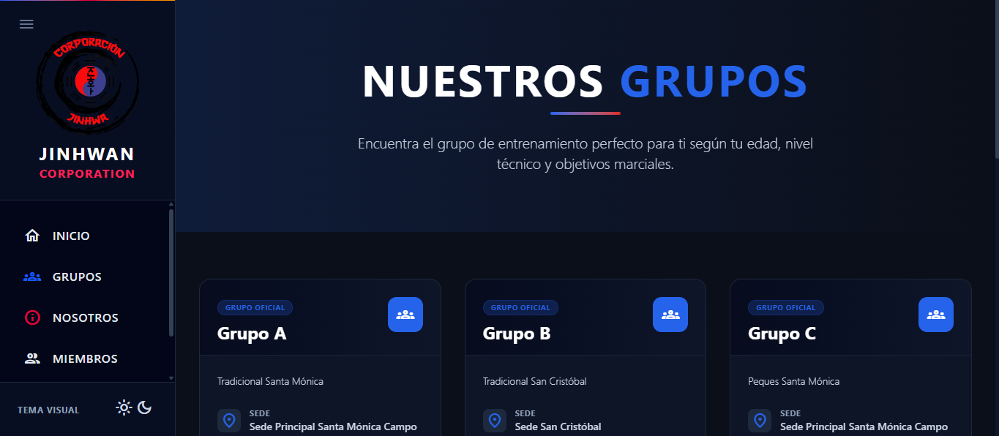 CORPORACIÓN
JINHWA
JINHWAN
CORPORATION
INICIO
GRUPOS
NOSOTROS
MIEMBROS
TEMA VISUAL
NUESTROS GRUPOS
Encuentra el grupo de entrenamiento perfecto para ti según tu edad, nivel
técnico y objetivos marciales.
GRUPO OFICIAL
Grupo A
Tradicional Santa Mónica
SEDE
Sede Principal Santa Mónica Campo
GRUPO OFICIAL
Grupo B
Tradicional San Cristóbal
SEDE
Sede San Cristóbal
GRUPO OFICIAL
Grupo C
Peques Santa Mónica
SEDE
Sede Principal Santa Mónica Campo